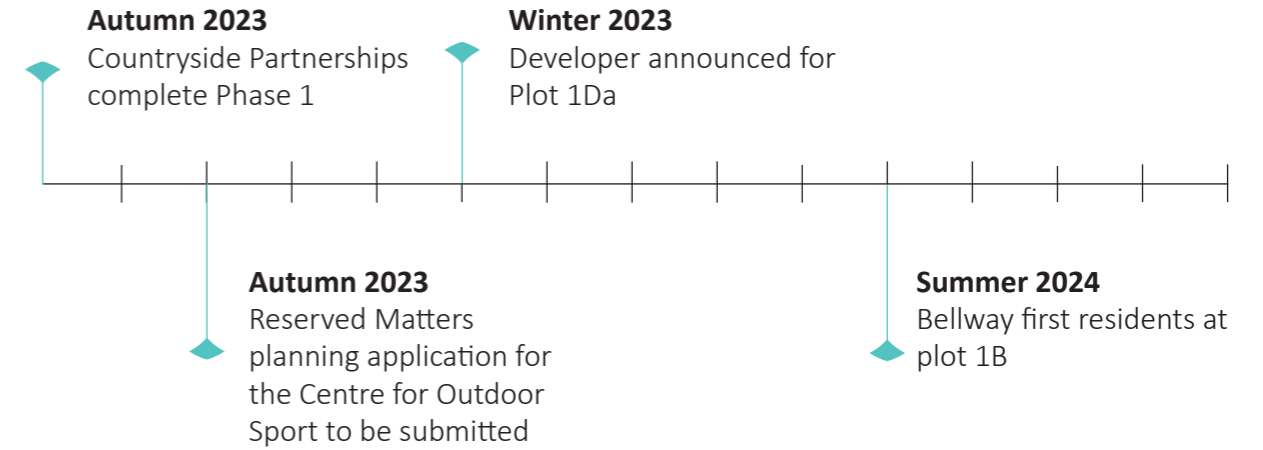 Autumn 2023
Countryside Partnerships
complete Phase 1
Winter 2023
Developer announced for
Plot 1Da
Autumn 2023
Reserved Matters
planning application for
the Centre for Outdoor
Sport to be submitted
Summer 2024
Bellway first residents at
plot 1B